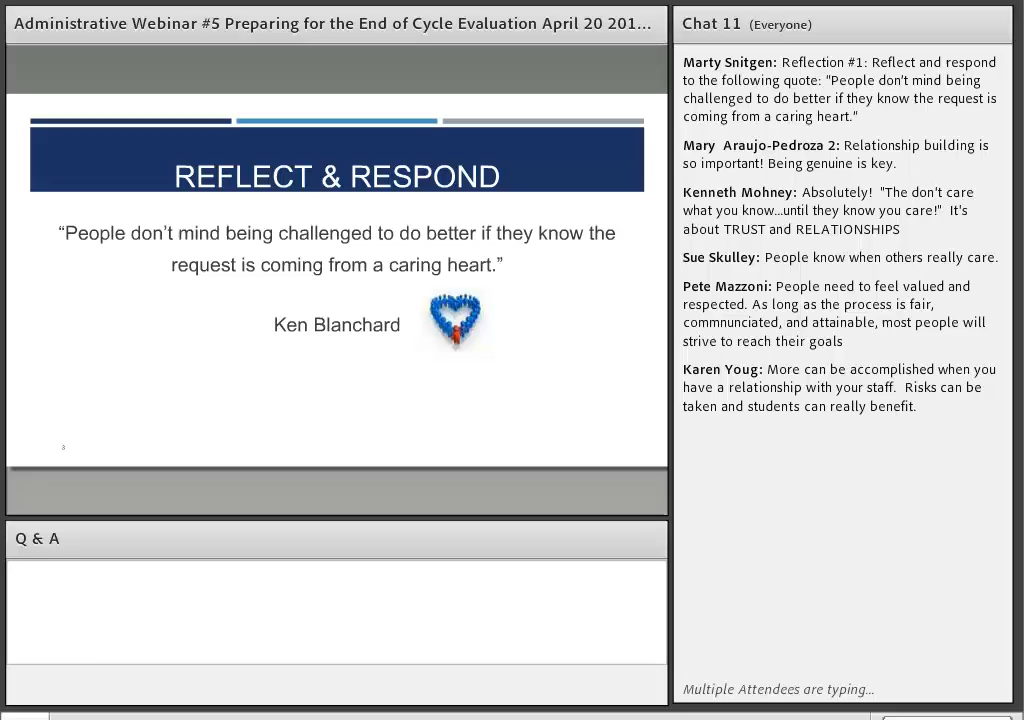 Administrative Webinar #5 Preparing for the End of Cycle Evaluation April 20 201...
REFLECT & RESPOND
“People don’t mind being challenged to do better if they know the
request is coming from a caring heart.”
Ken Blanchard
3
Q & A
Chat 11 (Everyone)
Marty Snitgen: Reflection #1: Reflect and respond
to the following quote: "People don’t mind being
challenged to do better if they know the request is
coming from a caring heart."
Mary  Araujo-Pedroza 2: Relationship building is
so important! Being genuine is key.
Kenneth Mohney: Absolutely!  "The don't care
what you know...until they know you care!"  It's
about TRUST and RELATIONSHIPS
Sue Skulley: People know when others really care.
Pete Mazzoni: People need to feel valued and
respected. As long as the process is fair,
commnunciated, and attainable, most people will
strive to reach their goals
Karen Youg: More can be accomplished when you
have a relationship with your staff.  Risks can be
taken and students can really benefit.
Multiple Attendees are typing...